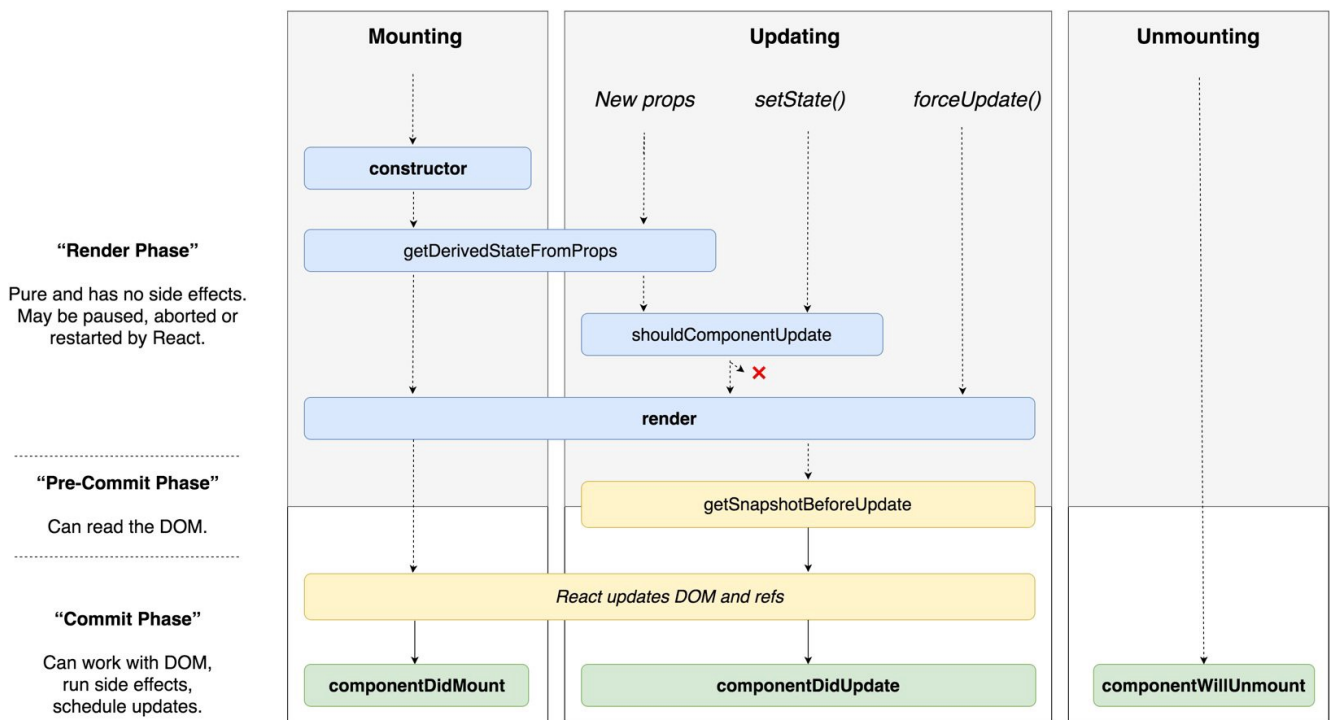 Mounting
Updating
Unmounting
New props
setState()
forceUpdate()
constructor
“Render Phase”
getDerivedStateFromProps
Pure and has no side effects.
May be paused, aborted or
restarted by React.
shouldComponentUpdate
render
“Pre-Commit Phase”
getSnapshotBeforeUpdate
Can read the DOM.
React updates DOM and refs
“Commit Phase”
Can work with DOM,
run side effects,
schedule updates.
componentDidMount
componentDidUpdate
componentWillUnmount